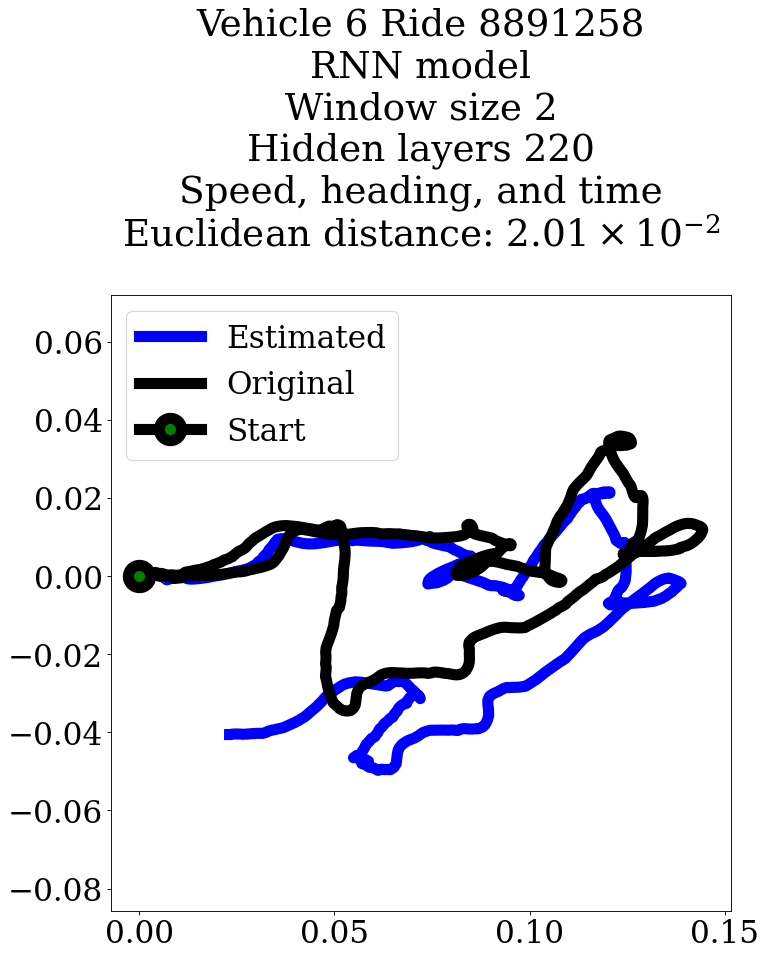 Vehicle 6 Ride 8891258
RNN model
Window size 2
Hidden layers 220
Speed, heading, and time
Euclidean distance: 2.01 × 10⁻²
Estimated
Original
Start
0.06
0.04
0.02
0.00
−0.02
−0.04
−0.06
−0.08
0.00 0.05 0.10 0.15